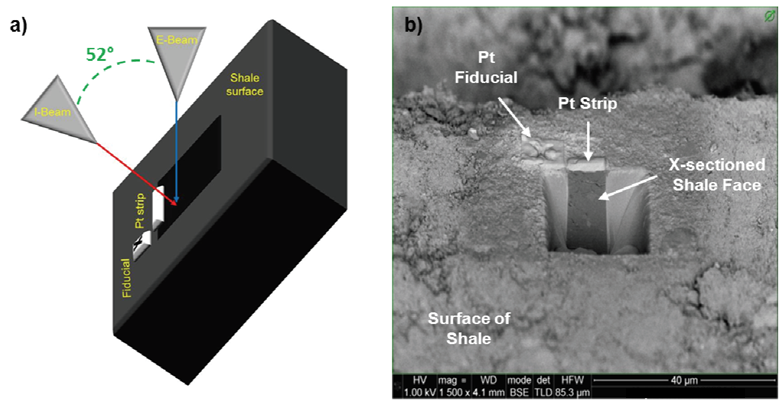 a)
52°
E-Beam
I-Beam
Shale
surface
Pt strip
Fiducial
b)
Pt
Fiducial
Pt Strip
X-sectioned
Shale Face
Surface of
Shale
HV mag ≡ WD mode det HFW
1.00 kV 1 500 x 4.1 mm BSE TLD 85.3 µm
40 µm